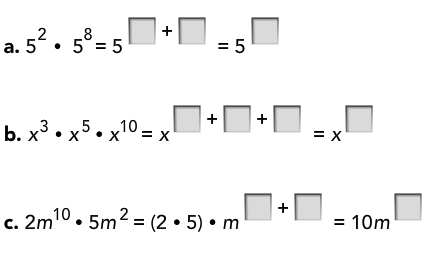 a. 5² • 5⁸ = 5^□ + □ = 5^□
b. x³ • x⁵ • x¹⁰ = x^□ + □ + □ = x^□
c. 2m¹⁰ • 5m² = (2 • 5) • m^□ + □ = 10m^□